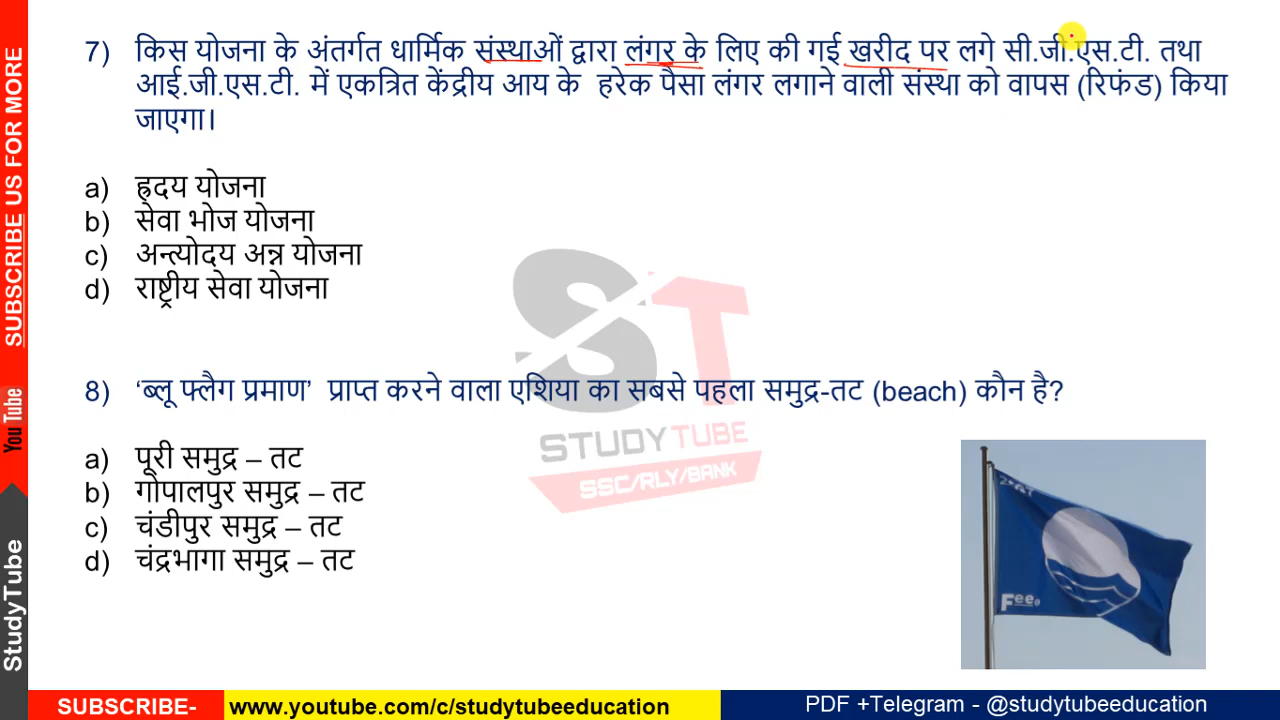 7) किस योजना के अंतर्गत धार्मिक संस्थाओं द्वारा लंगर के लिए की गई खरीद पर लगे सी.जी.एस.टी. तथा
आई.जी.एस.टी. में एकत्रित केंद्रीय आय के हरेक पैसा लंगर लगाने वाली संस्था को वापस (रिफंड) किया
जाएगा।
a) ह्रदय योजना
b) सेवा भोज योजना
c) अन्त्योदय अन्न योजना
d) राष्ट्रीय सेवा योजना
8) ‘ब्लू फ्लैग प्रमाण’ प्राप्त करने वाला एशिया का सबसे पहला समुद्र-तट (beach) कौन है?
a) पूरी समुद्र – तट
b) गोपालपुर समुद्र – तट
c) चंडीपुर समुद्र – तट
d) चंद्रभागा समुद्र – तट
ST
STUDYTUBE
SSC/RLY/BANK
Fee
SUBSCRIBE US FOR MORE
You Tube
StudyTube
SUBSCRIBE- www.youtube.com/c/studytubeeducation PDF +Telegram - @studytubeeducation